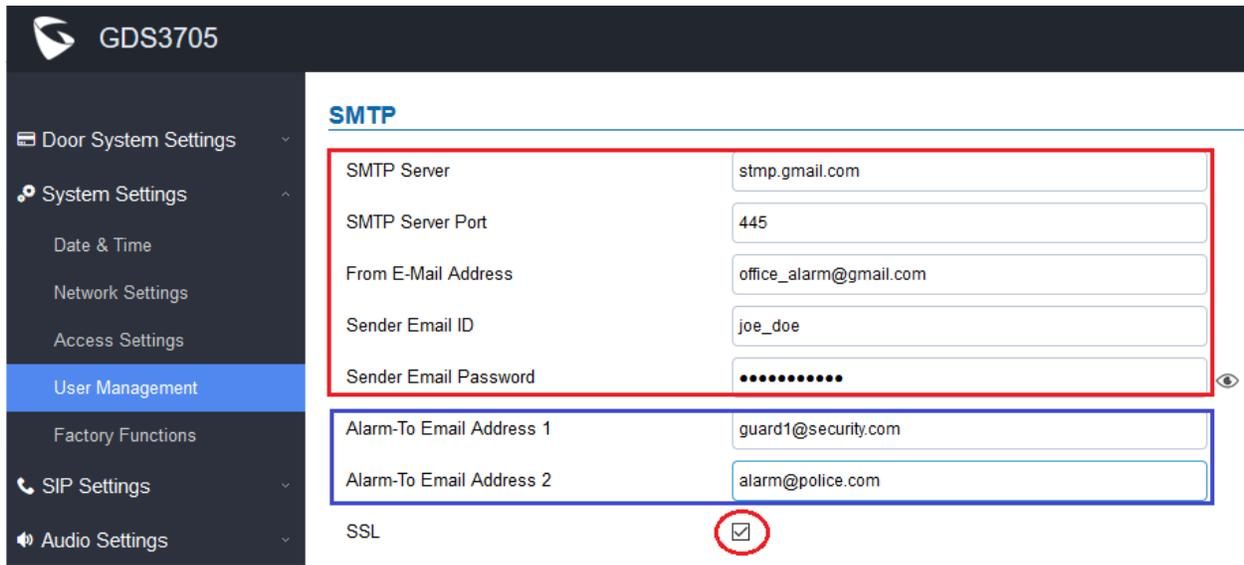 GDS3705
Door System Settings
System Settings
Date & Time
Network Settings
Access Settings
User Management
Factory Functions
SIP Settings
Audio Settings
SMTP
SMTP Server stmp.gmail.com
SMTP Server Port 445
From E-Mail Address office_alarm@gmail.com
Sender Email ID joe_doe
Sender Email Password •••••••••••
Alarm-To Email Address 1 guard1@security.com
Alarm-To Email Address 2 alarm@police.com
SSL